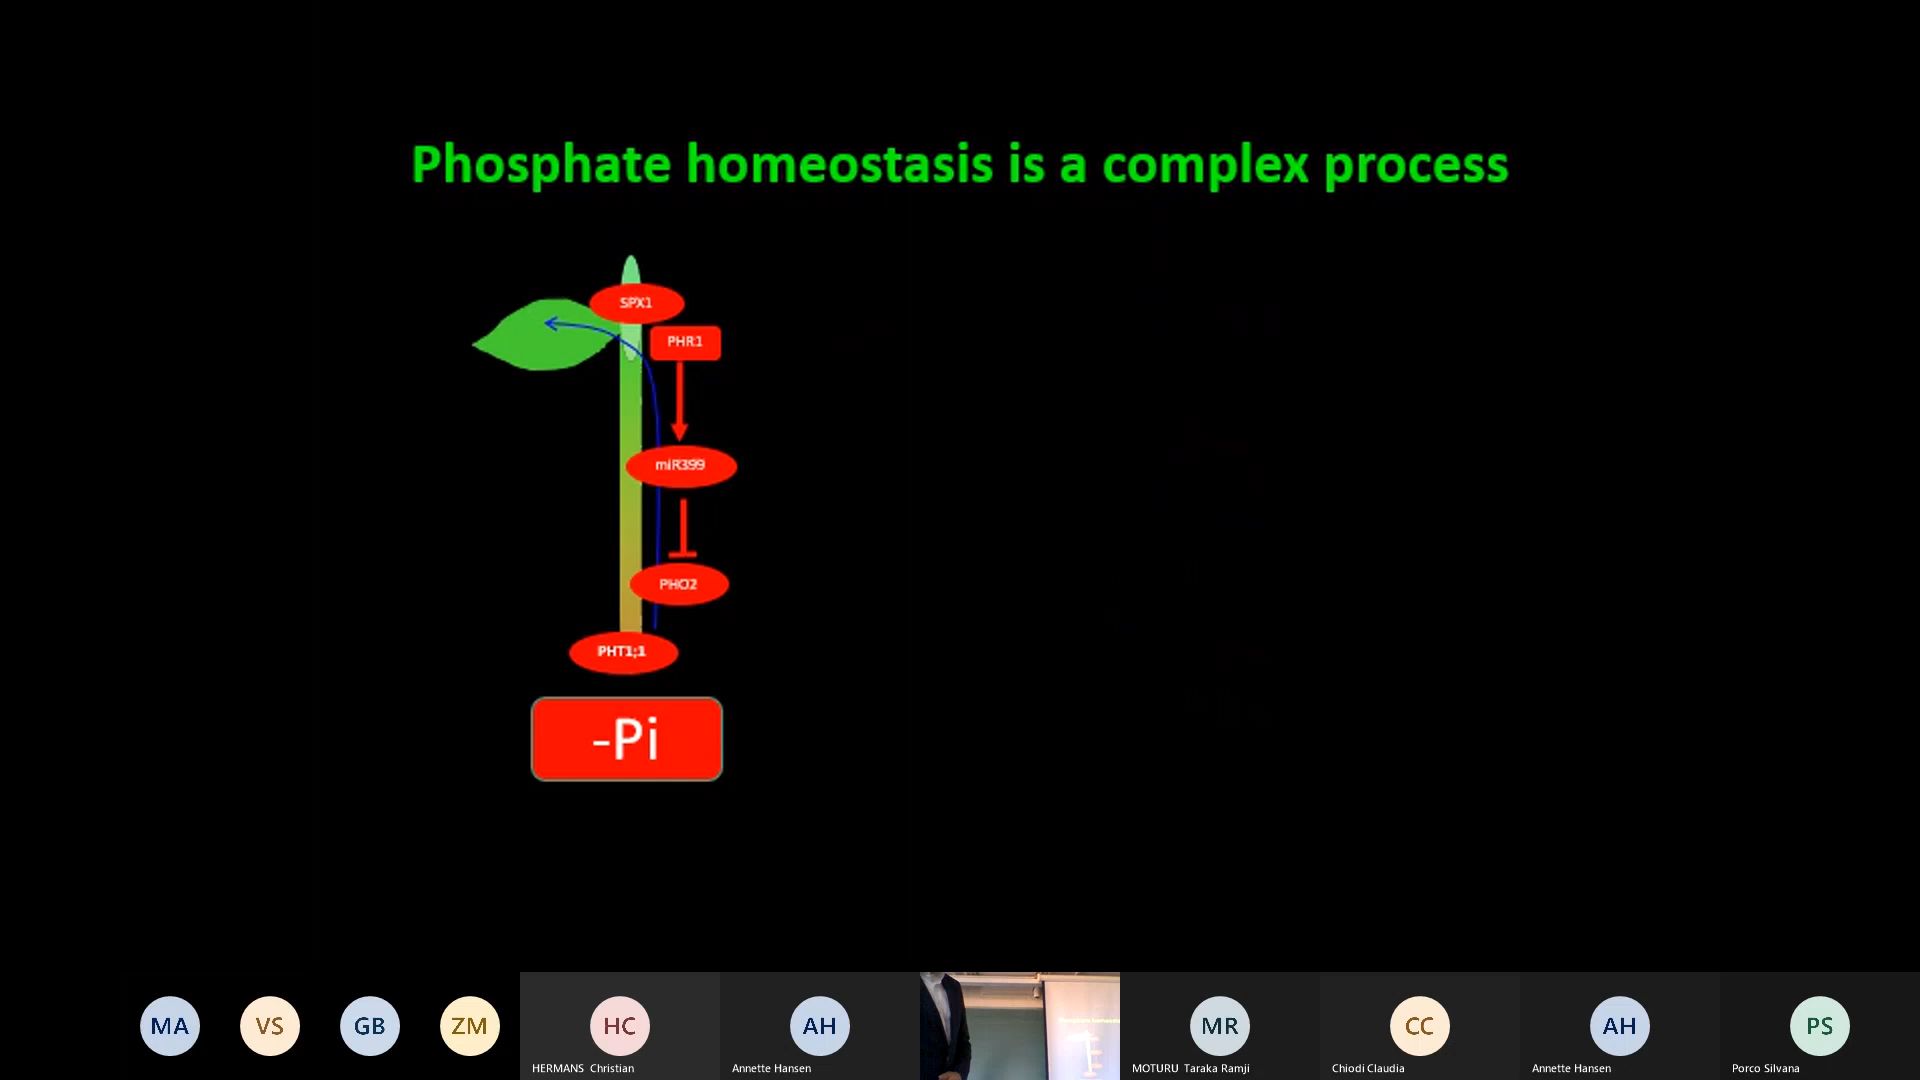 Phosphate homeostasis is a complex process
SPX1
PHR1
miR399
PHO2
PHT1;1
-Pi
MA
VS
GB
ZM
HC
AH
MR
CC
AH
PS
HERMANS Christian
Annette Hansen
MOTURU Taraka Ramji
Chiodi Claudia
Annette Hansen
Porco Silvana